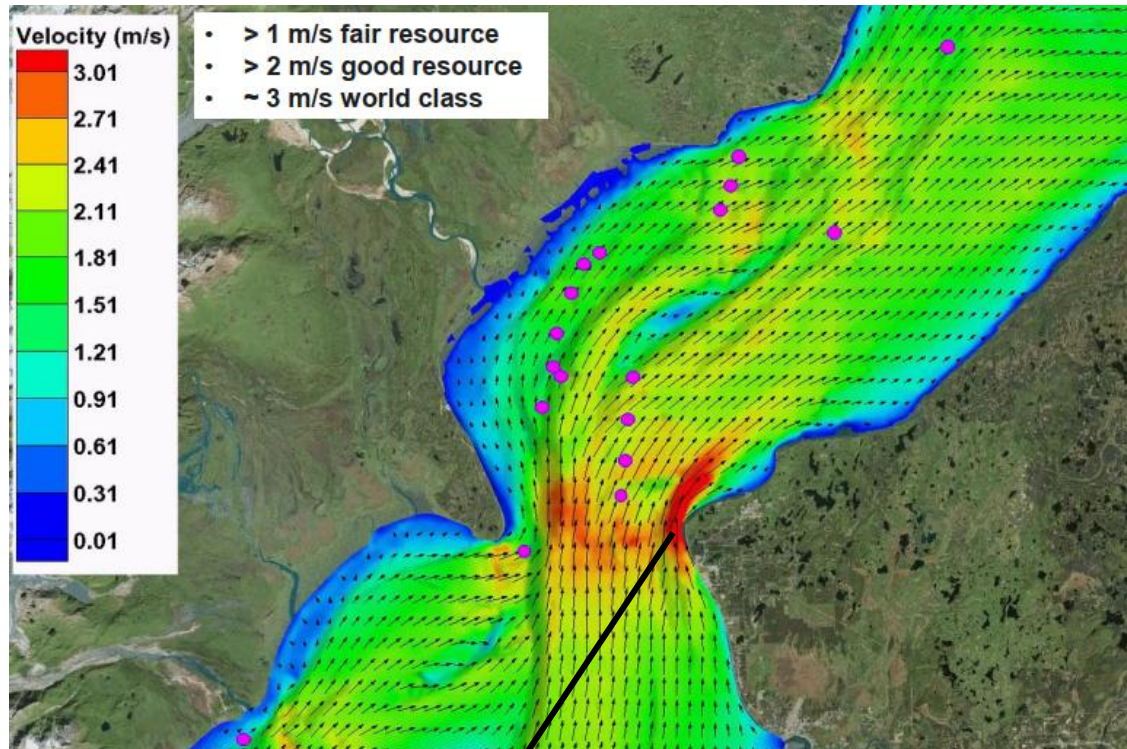 Velocity (m/s)
3.01
2.71
2.41
2.11
1.81
1.51
1.21
0.91
0.61
0.31
0.01
• > 1 m/s fair resource
• > 2 m/s good resource
• ~ 3 m/s world class